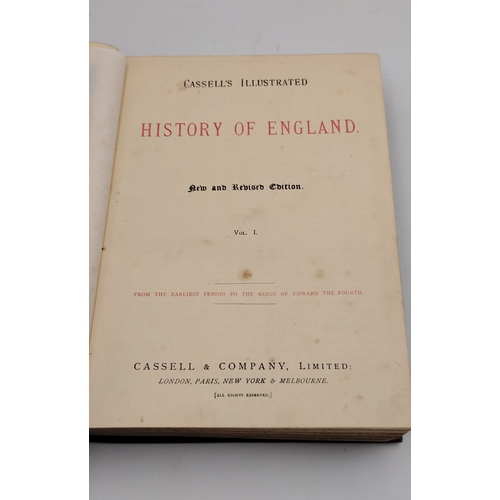 CASSELL'S ILLUSTRATED
HISTORY OF ENGLAND.
New and Revised Edition.
VOL. I.
FROM THE EARLIEST PERIOD TO THE REIGN OF EDWARD THE FOURTH.
CASSELL & COMPANY, LIMITED:
LONDON, PARIS, NEW YORK & MELBOURNE.
[ALL RIGHTS RESERVED.]